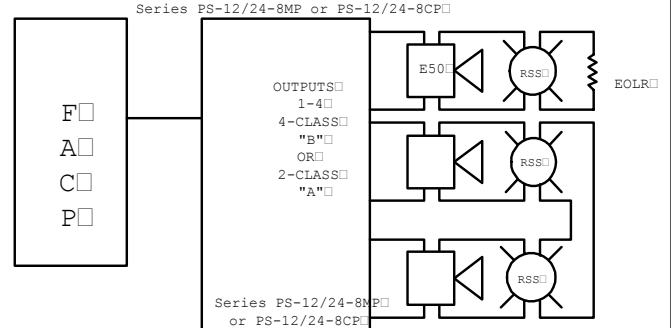 Series PS-12/24-8MP or PS-12/24-8CP□
F□
A□
C□
P□
OUTPUTS□
1-4□
4-CLASS□
"B"□
OR□
2-CLASS□
"A"□
E50□
RSS□
EOLR□
RSS□
RSS□
Series PS-12/24-8MP□
or PS-12/24-8CP□